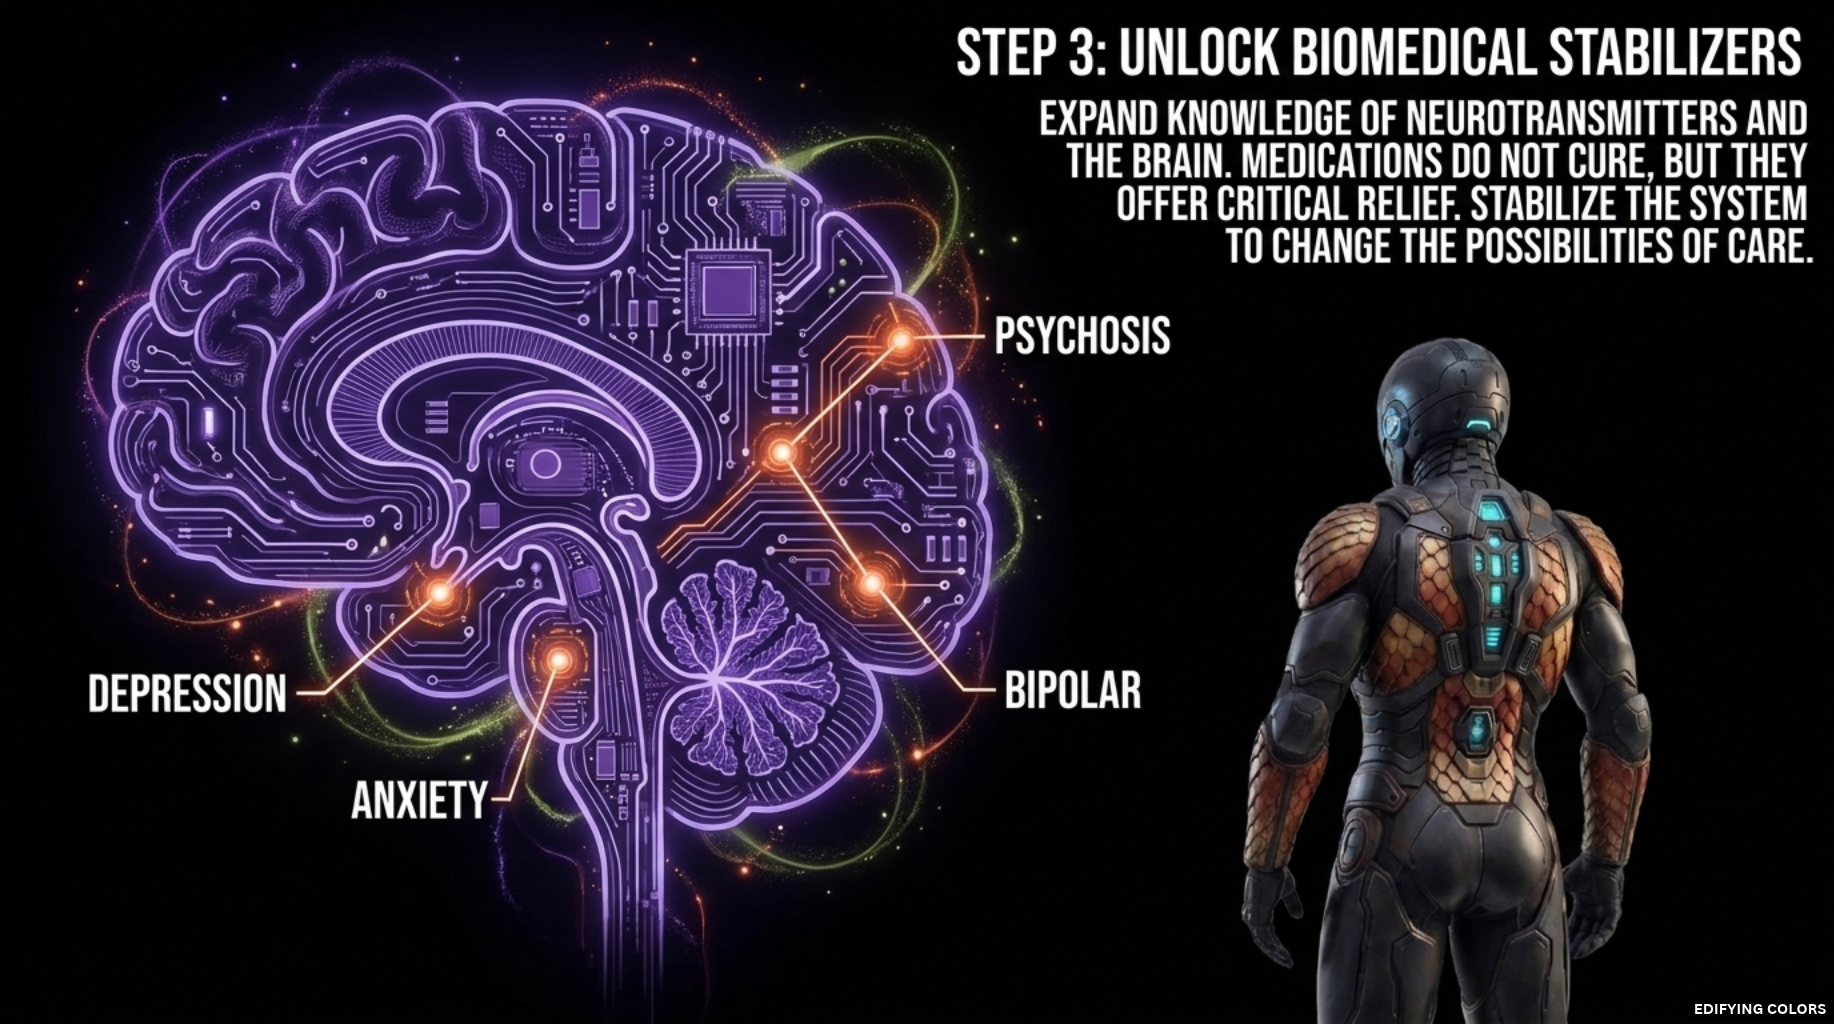 STEP 3: UNLOCK BIOMEDICAL STABILIZERS
EXPAND KNOWLEDGE OF NEUROTRANSMITTERS AND
THE BRAIN. MEDICATIONS DO NOT CURE, BUT THEY
OFFER CRITICAL RELIEF. STABILIZE THE SYSTEM
TO CHANGE THE POSSIBILITIES OF CARE.
PSYCHOSIS
DEPRESSION
BIPOLAR
ANXIETY
EDIFYING COLORS